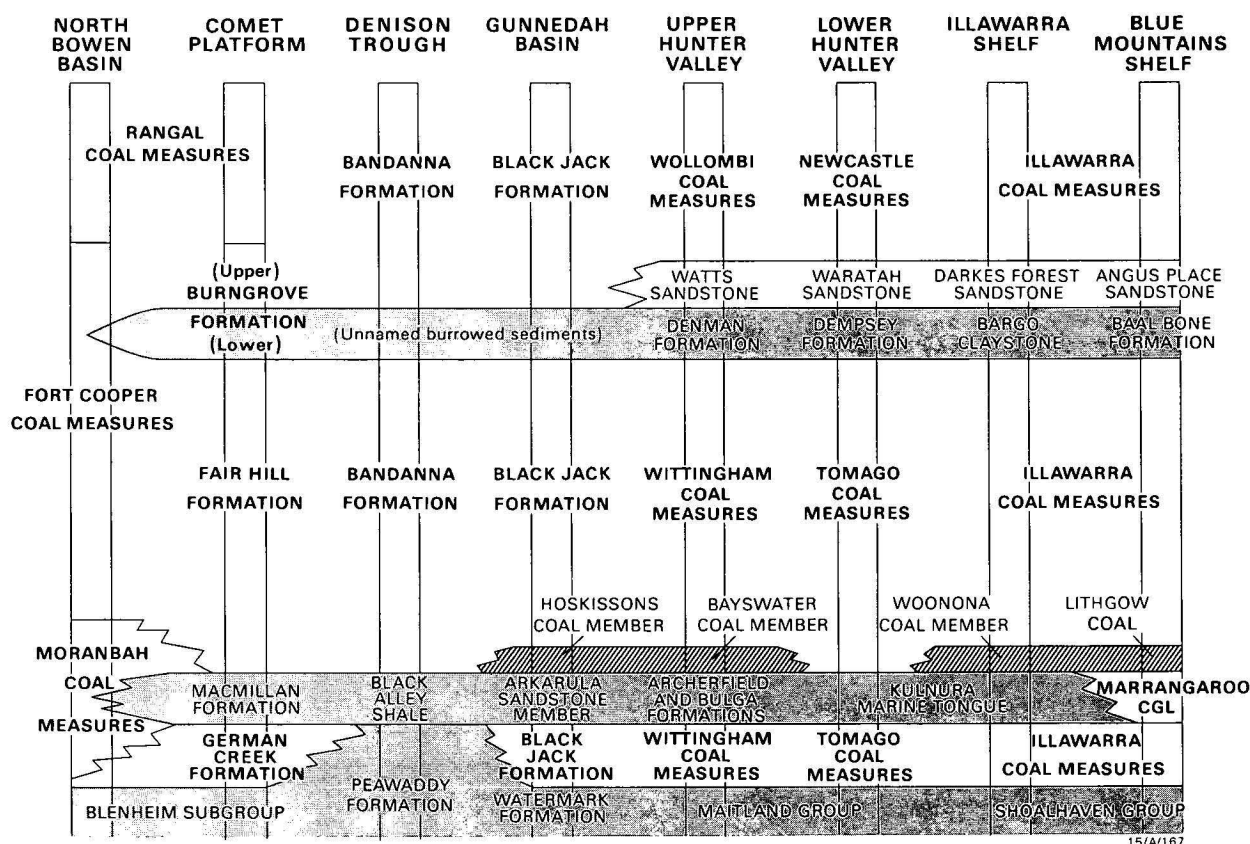 NORTH
BOWEN
BASIN
COMET
PLATFORM
DENISON
TROUGH
GUNNEDAH
BASIN
UPPER
HUNTER
VALLEY
LOWER
HUNTER
VALLEY
ILLAWARRA
SHELF
BLUE
MOUNTAINS
SHELF
RANGAL
COAL MEASURES
BANDANNA
FORMATION
BLACK JACK
FORMATION
WOLLOMBI
COAL
MEASURES
NEWCASTLE
COAL
MEASURES
ILLAWARRA
COAL MEASURES
(Upper)
BURNGROVE
FORMATION
(Lower)
WATTS
SANDSTONE
WARATAH
SANDSTONE
DARKES FOREST
SANDSTONE
ANGUS PLACE
SANDSTONE
(Unnamed burrowed sediments)
DENMAN
FORMATION
DEMPSEY
FORMATION
BARGO
CLAYSTONE
BAAL BONE
FORMATION
FORT COOPER
COAL MEASURES
FAIR HILL
FORMATION
BANDANNA
FORMATION
BLACK JACK
FORMATION
WITTINGHAM
COAL
MEASURES
TOMAGO
COAL
MEASURES
ILLAWARRA
COAL MEASURES
HOSKISSONS
COAL MEMBER
BAYSWATER
COAL MEMBER
WOONONA
COAL MEMBER
LITHGOW
COAL
MORANBAH
COAL
MEASURES
MACMILLAN
FORMATION
BLACK
ALLEY
SHALE
ARKARULA
SANDSTONE
MEMBER
ARCHERFIELD
AND BULGA
FORMATIONS
KULNURA
MARINE TONGUE
MARRANGAROO
CGL
GERMAN
CREEK
FORMATION
PEAWADDY
FORMATION
BLACK
JACK
FORMATION
WITTINGHAM
COAL
MEASURES
TOMAGO
COAL
MEASURES
ILLAWARRA
COAL MEASURES
BLENHEIM SUBGROUP
WATERMARK
FORMATION
MAITLAND GROUP
SHOALHAVEN GROUP
15/A/167